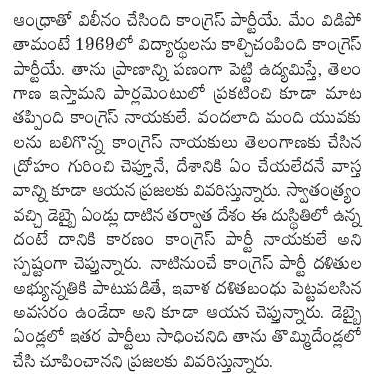 ఆంధ్రాతో విలీనం చేసింది కాంగ్రెస్ పార్టీయే. మేం విడిపో
తామంటే 1969లో విద్యార్థులను కాల్చిచంపింది కాంగ్రెస్
పార్టీయే. తాను ప్రాణాన్ని పణంగా పెట్టి ఉద్యమిస్తే, తెలం
గాణ ఇస్తామని పార్లమెంటులో ప్రకటించి కూడా మాట
తప్పింది కాంగ్రెస్ నాయకులే. వందలాది మంది యువకు
లను బలిగొన్న కాంగ్రెస్ నాయకులు తెలంగాణకు చేసిన
ద్రోహం గురించి చెప్తూనే, దేశానికి ఏం చేయలేదనే వాస్త
వాన్ని కూడా ఆయన ప్రజలకు వివరిస్తున్నారు. స్వాతంత్ర్యం
వచ్చి డెబ్బై ఏండ్లు దాటిన తర్వాత దేశం ఈ దుస్థితిలో ఉన్న
దంటే దానికి కారణం కాంగ్రెస్ పార్టీ నాయకులే అని
స్పష్టంగా చెప్తున్నారు. నాటినుంచే కాంగ్రెస్ పార్టీ దళితుల
అభ్యున్నతికి పాటుపడితే, ఇవాళ దళితబంధు పెట్టవలసిన
అవసరం ఉండేదా అని కూడా ఆయన చెప్తున్నారు. డెబ్బై
ఏండ్లలో ఇతర పార్టీలు సాధించనిది తాను తొమ్మిదేండ్లలో
చేసి చూపించానని ప్రజలకు వివరిస్తున్నారు.